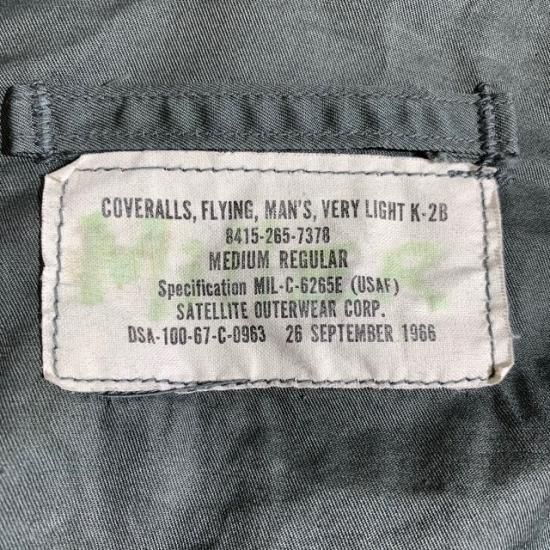 COVERALLS, FLYING, MAN'S, VERY LIGHT K-2B
8415-265-7378
MEDIUM REGULAR
Specification MIL-C-6265E (USAF)
SATELLITE OUTERWEAR CORP.
DSA-100-67-C-0963 26 SEPTEMBER 1966